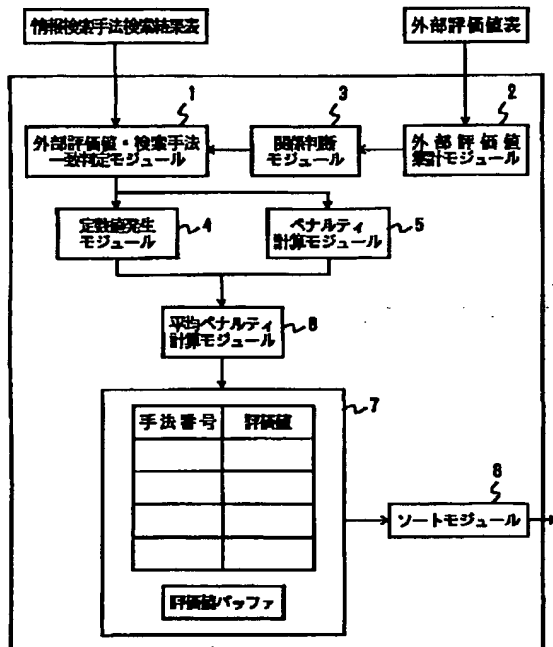 情報検索手法検索結果表
外部評価値表
1
3
2
外部評価値・検索手法
一致判定モジュール
関係判断
モジュール
外部評価値
集計モジュール
定数値発生
モジュール
4
ペナルティ
計算モジュール
5
平均ペナルティ
計算モジュール
6
7
手法番号
評価値
8
ソートモジュール
評価値バッファ